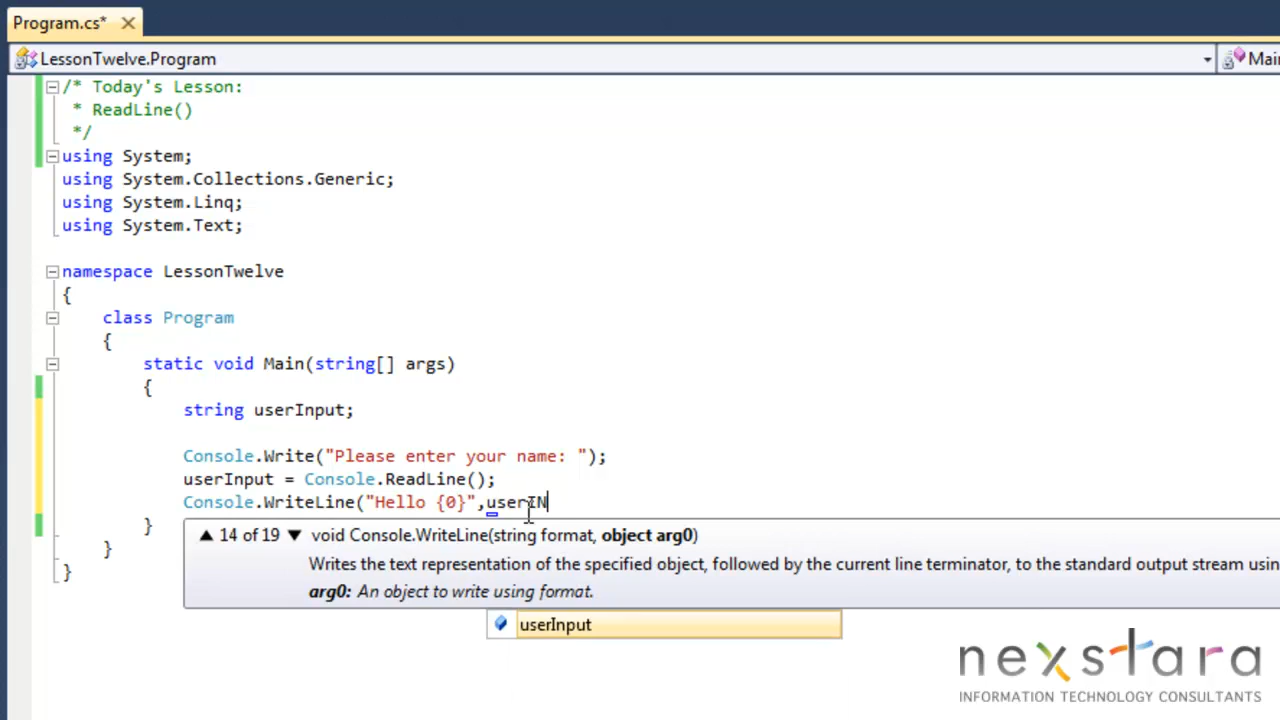 Program.cs*
LessonTwelve.Program
Mai
/* Today's Lesson:
* ReadLine()
*/
using System;
using System.Collections.Generic;
using System.Linq;
using System.Text;
namespace LessonTwelve
{
class Program
{
static void Main(string[] args)
{
string userInput;
Console.Write("Please enter your name: ");
userInput = Console.ReadLine();
Console.WriteLine("Hello {0}",userIN
}
}
}
14 of 19 void Console.WriteLine(string format, object arg0)
Writes the text representation of the specified object, followed by the current line terminator, to the standard output stream usin
arg0: An object to write using format.
userInput
nexstara
INFORMATION TECHNOLOGY CONSULTANTS